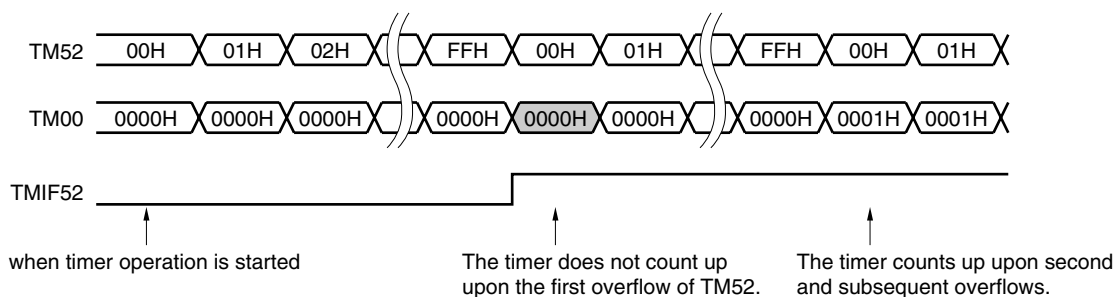 TM52 00H 01H 02H FFH 00H 01H FFH 00H 01H
TM00 0000H 0000H 0000H 0000H 0000H 0000H 0000H 0001H 0001H
TMIF52
when timer operation is started
The timer does not count up
upon the first overflow of TM52.
The timer counts up upon second
and subsequent overflows.